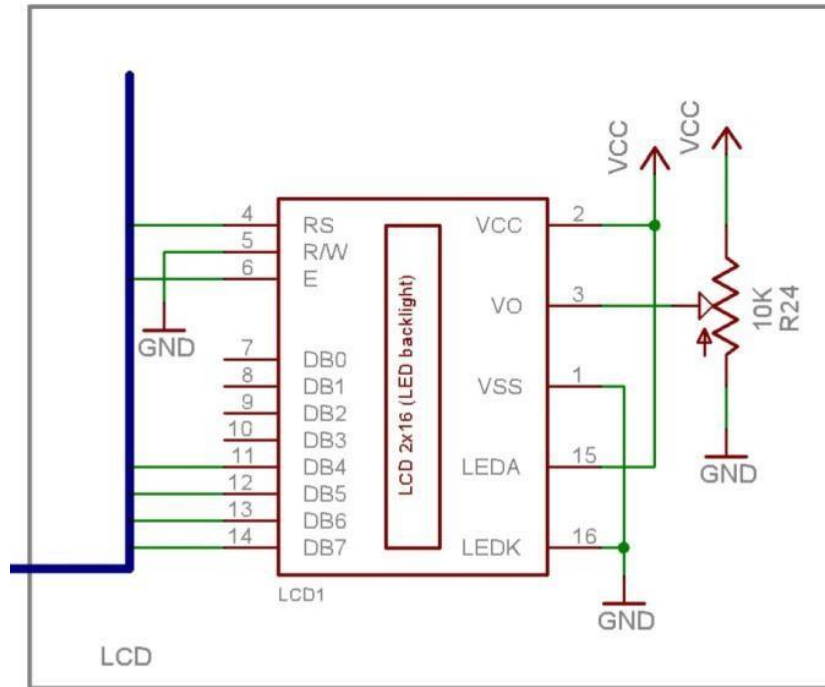 VCC
VCC
4
RS
5
R/W
6
E
GND
7
DB0
8
DB1
9
DB2
10
DB3
11
DB4
12
DB5
13
DB6
14
DB7
LCD 2x16 (LED backlight)
VCC
2
VO
3
VSS
1
LEDA
15
LEDK
16
10K
R24
GND
GND
LCD1
LCD